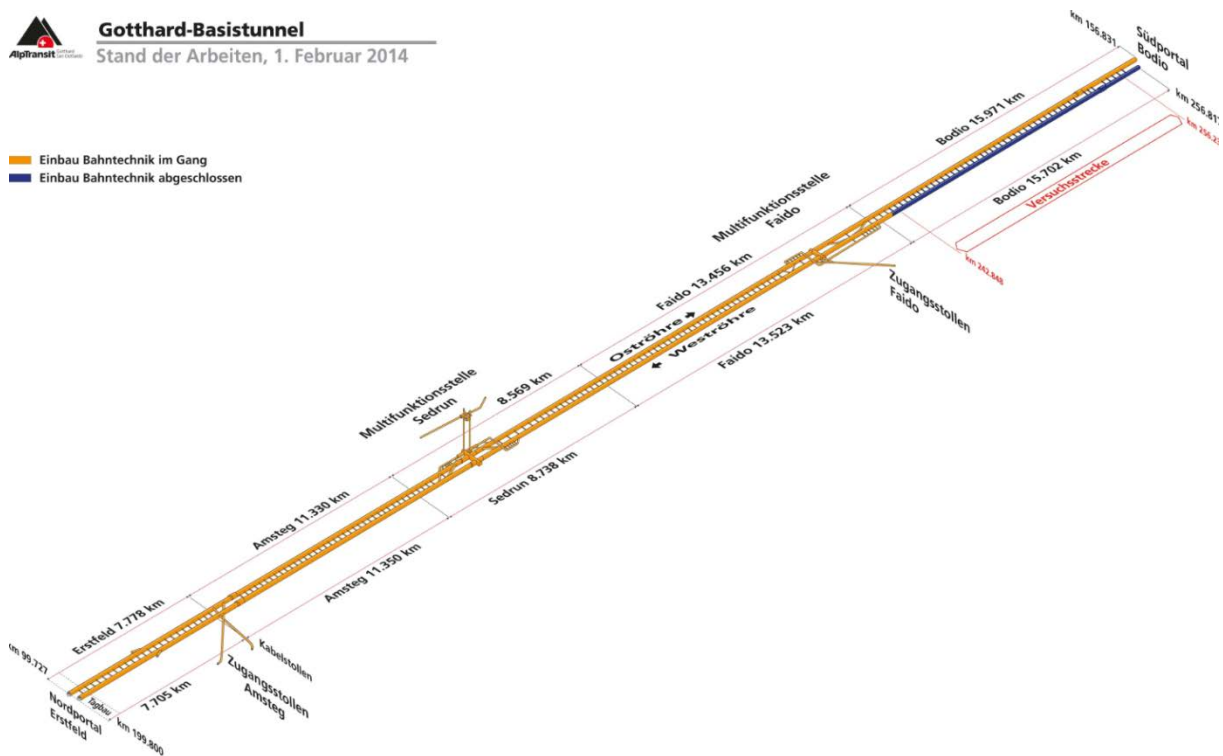 AlpTransit Gotthard
Gotthard-Basistunnel
Stand der Arbeiten, 1. Februar 2014
Einbau Bahntechnik im Gang
Einbau Bahntechnik abgeschlossen
km 156.831
Südportal
Bodio
Bodio 15.971 km
Bodio 15.702 km
Versuchsstrecke
km 242.848
Multifunktionsstelle
Faido
Faido 13.456 km
Zugangsstollen
Faido
Oströhre
Weströhre
Faido 13.523 km
8.569 km
Multifunktionsstelle
Sedrun
Sedrun 8.738 km
Amsteg 11.330 km
Amsteg 11.350 km
Erstfeld 7.778 km
Kabelstollen
Zugangsstollen
Amsteg
7.705 km
99.727
Tagbau
Nordportal
Erstfeld
km 199.800